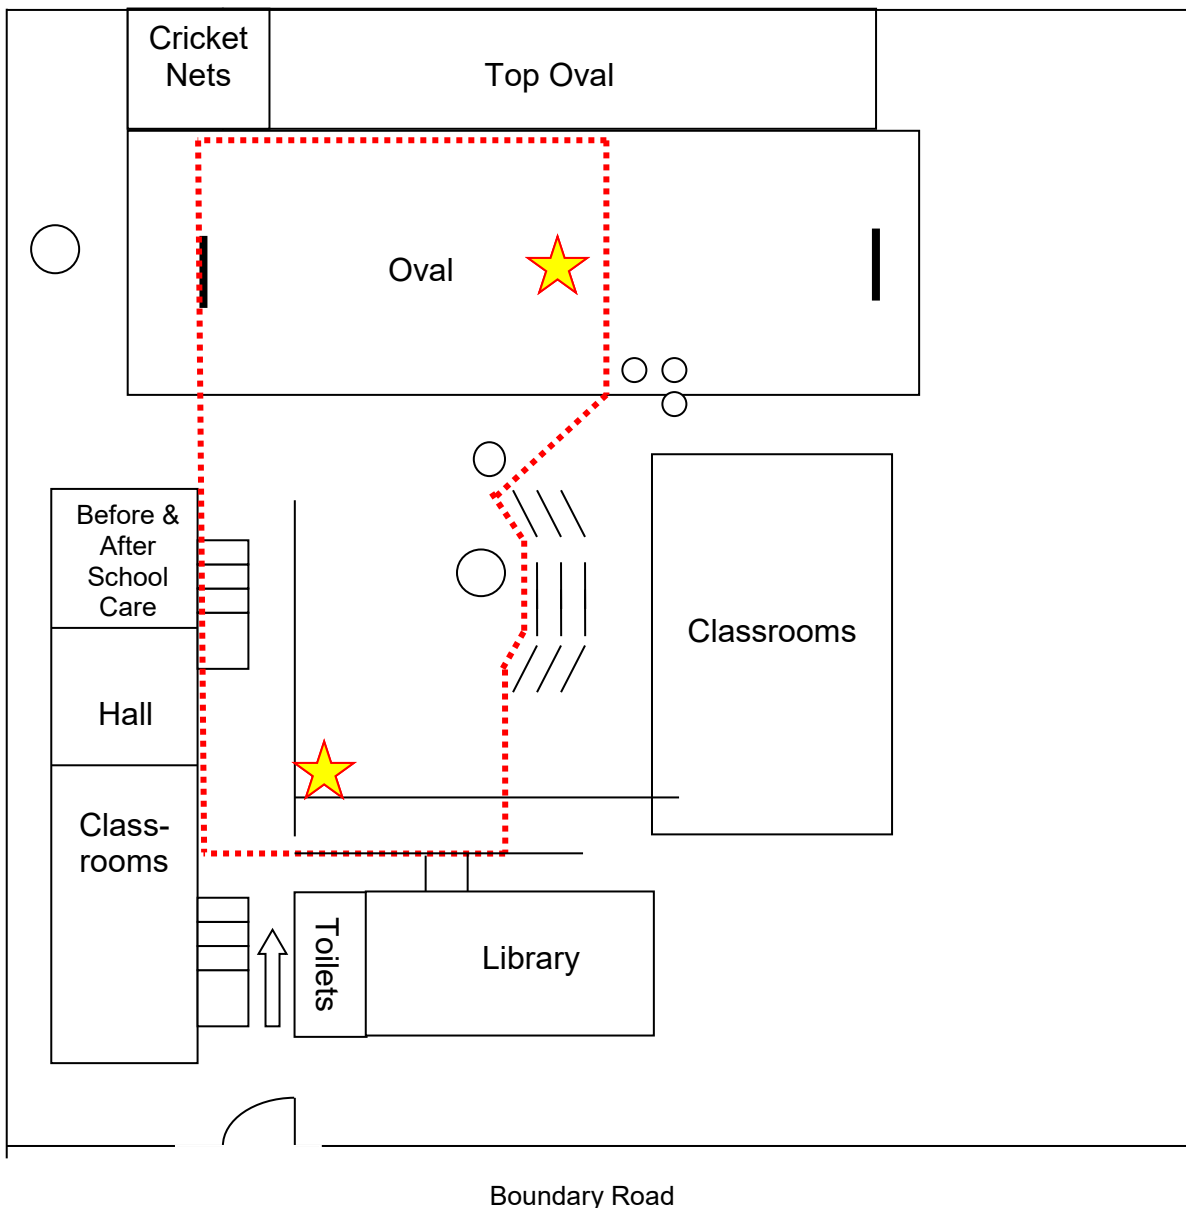 Cricket
Nets
Top Oval
Oval
Before &
After
School
Care
Classrooms
Hall
Class-
rooms
Toilets
Library
Boundary Road